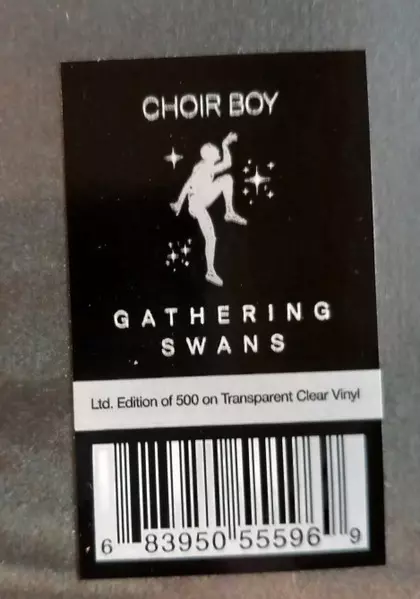 CHOIR BOY
GATHERING
SWANS
Ltd. Edition of 500 on Transparent Clear Vinyl
6 83950 55596 9